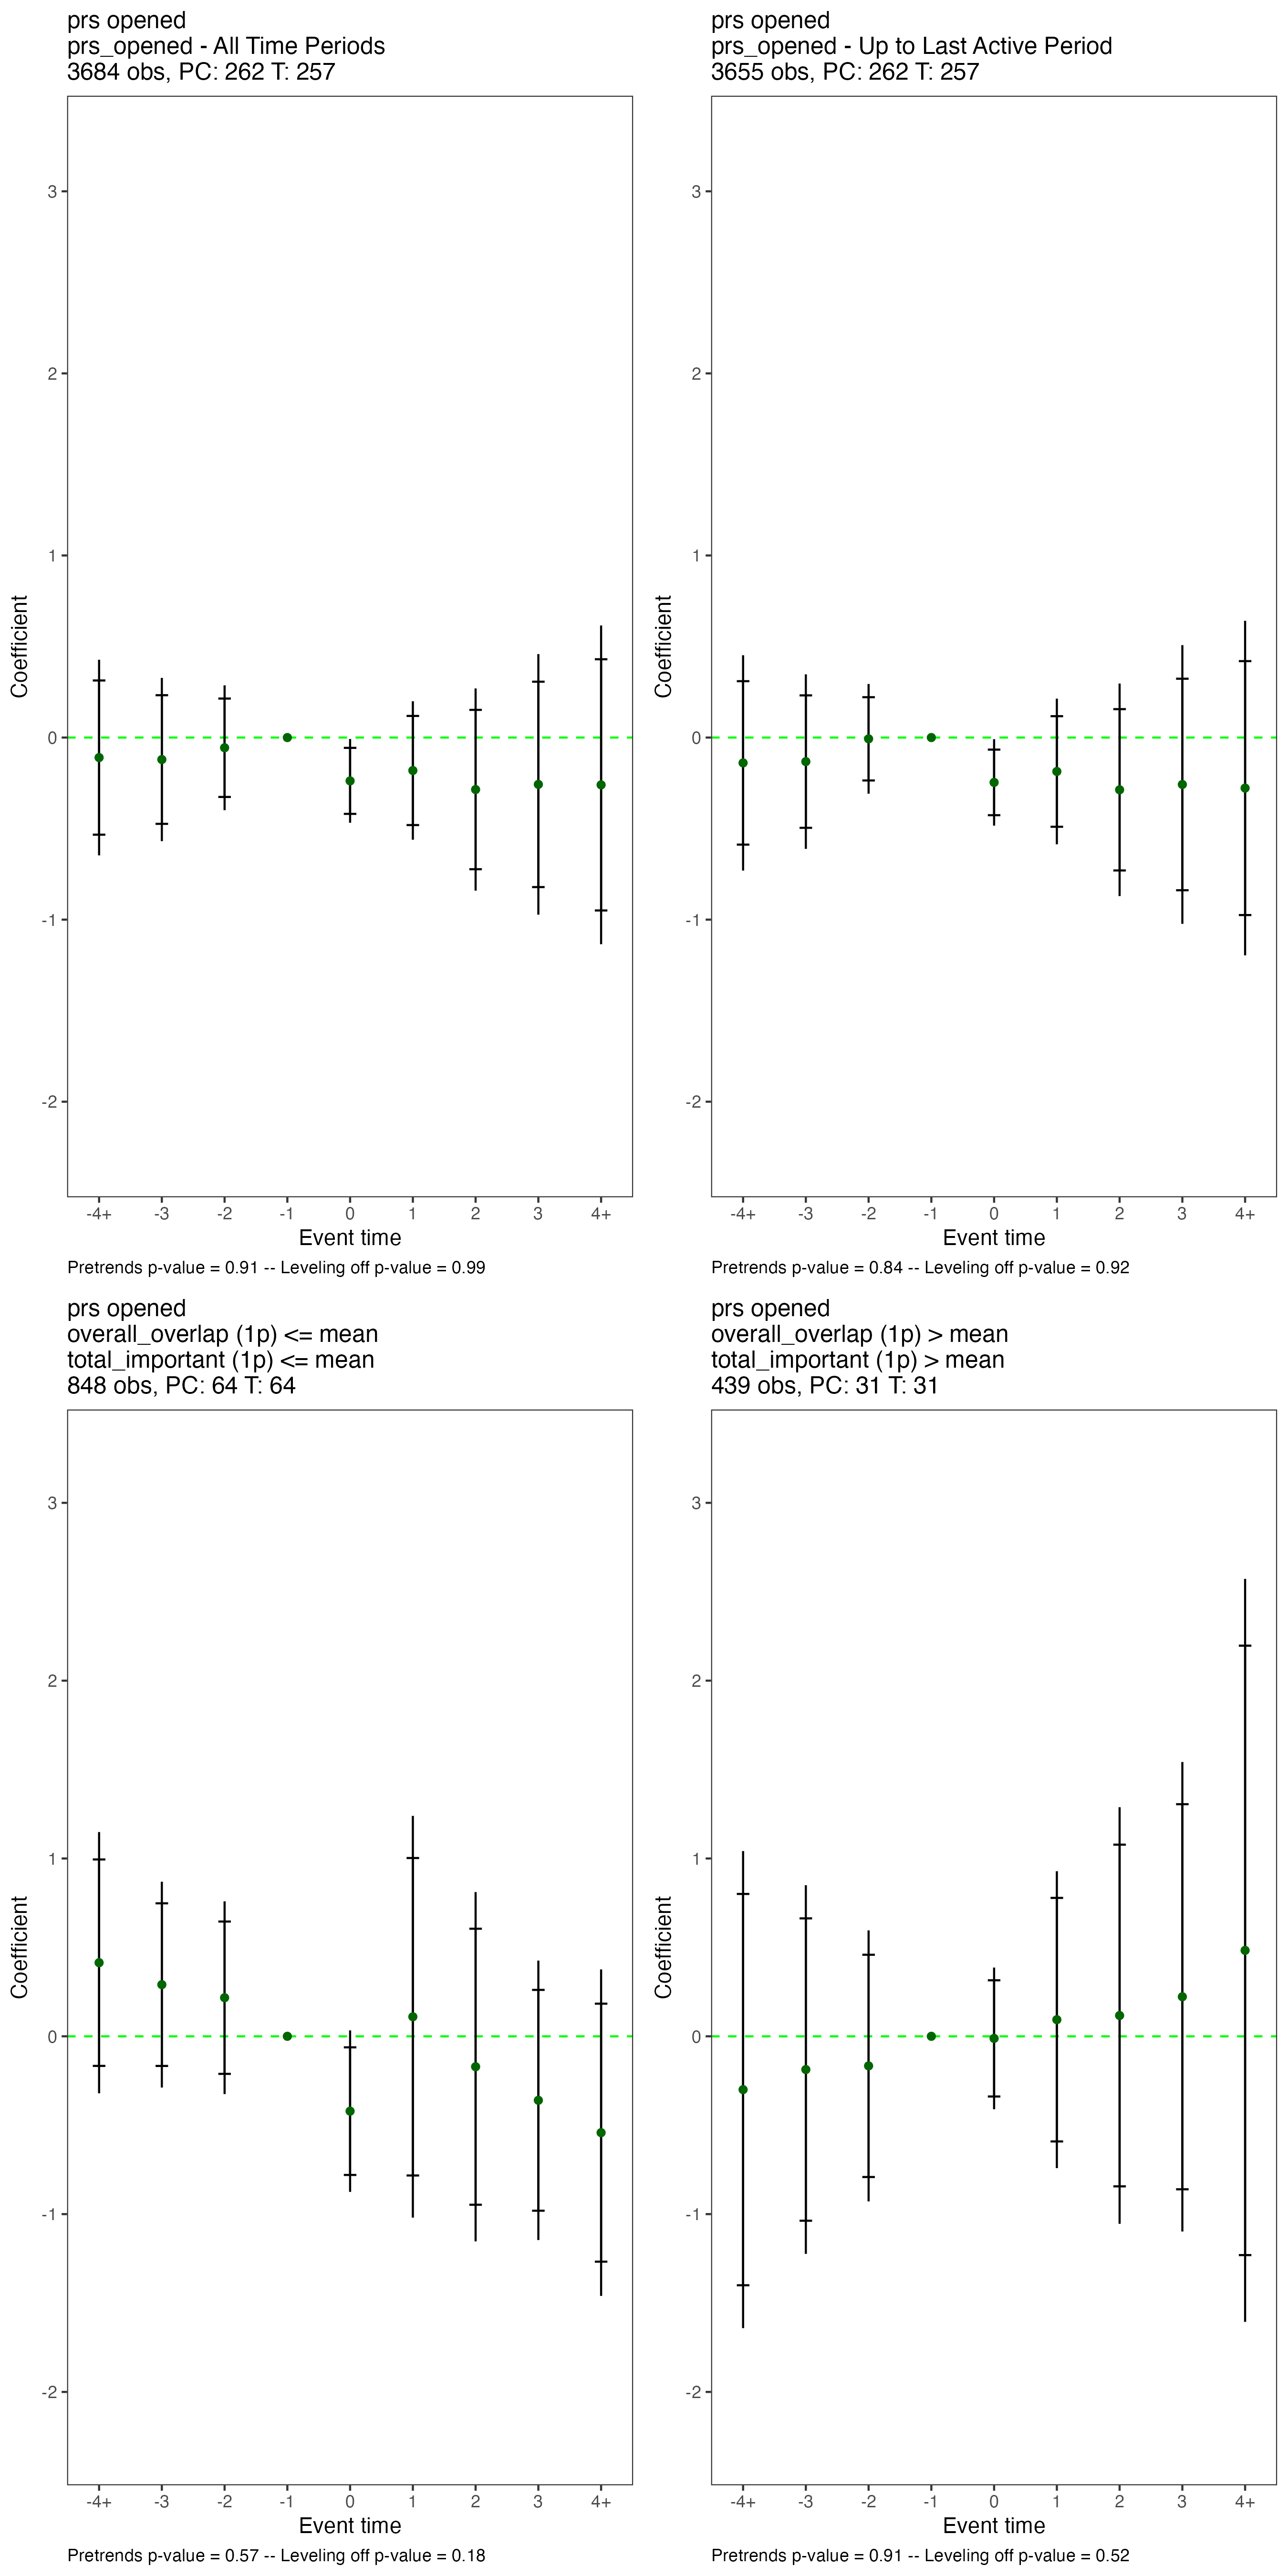 prs opened
prs_opened - All Time Periods
3684 obs, PC: 262 T: 257
3
2
1
0
-1
-2
Coefficient
-4+ -3 -2 -1 0 1 2 3 4+
Event time
Pretrends p-value = 0.91 -- Leveling off p-value = 0.99
prs opened
prs_opened - Up to Last Active Period
3655 obs, PC: 262 T: 257
3
2
1
0
-1
-2
Coefficient
-4+ -3 -2 -1 0 1 2 3 4+
Event time
Pretrends p-value = 0.84 -- Leveling off p-value = 0.92
prs opened
overall_overlap (1p) <= mean
total_important (1p) <= mean
848 obs, PC: 64 T: 64
3
2
1
0
-1
-2
Coefficient
-4+ -3 -2 -1 0 1 2 3 4+
Event time
Pretrends p-value = 0.57 -- Leveling off p-value = 0.18
prs opened
overall_overlap (1p) > mean
total_important (1p) > mean
439 obs, PC: 31 T: 31
3
2
1
0
-1
-2
Coefficient
-4+ -3 -2 -1 0 1 2 3 4+
Event time
Pretrends p-value = 0.91 -- Leveling off p-value = 0.52